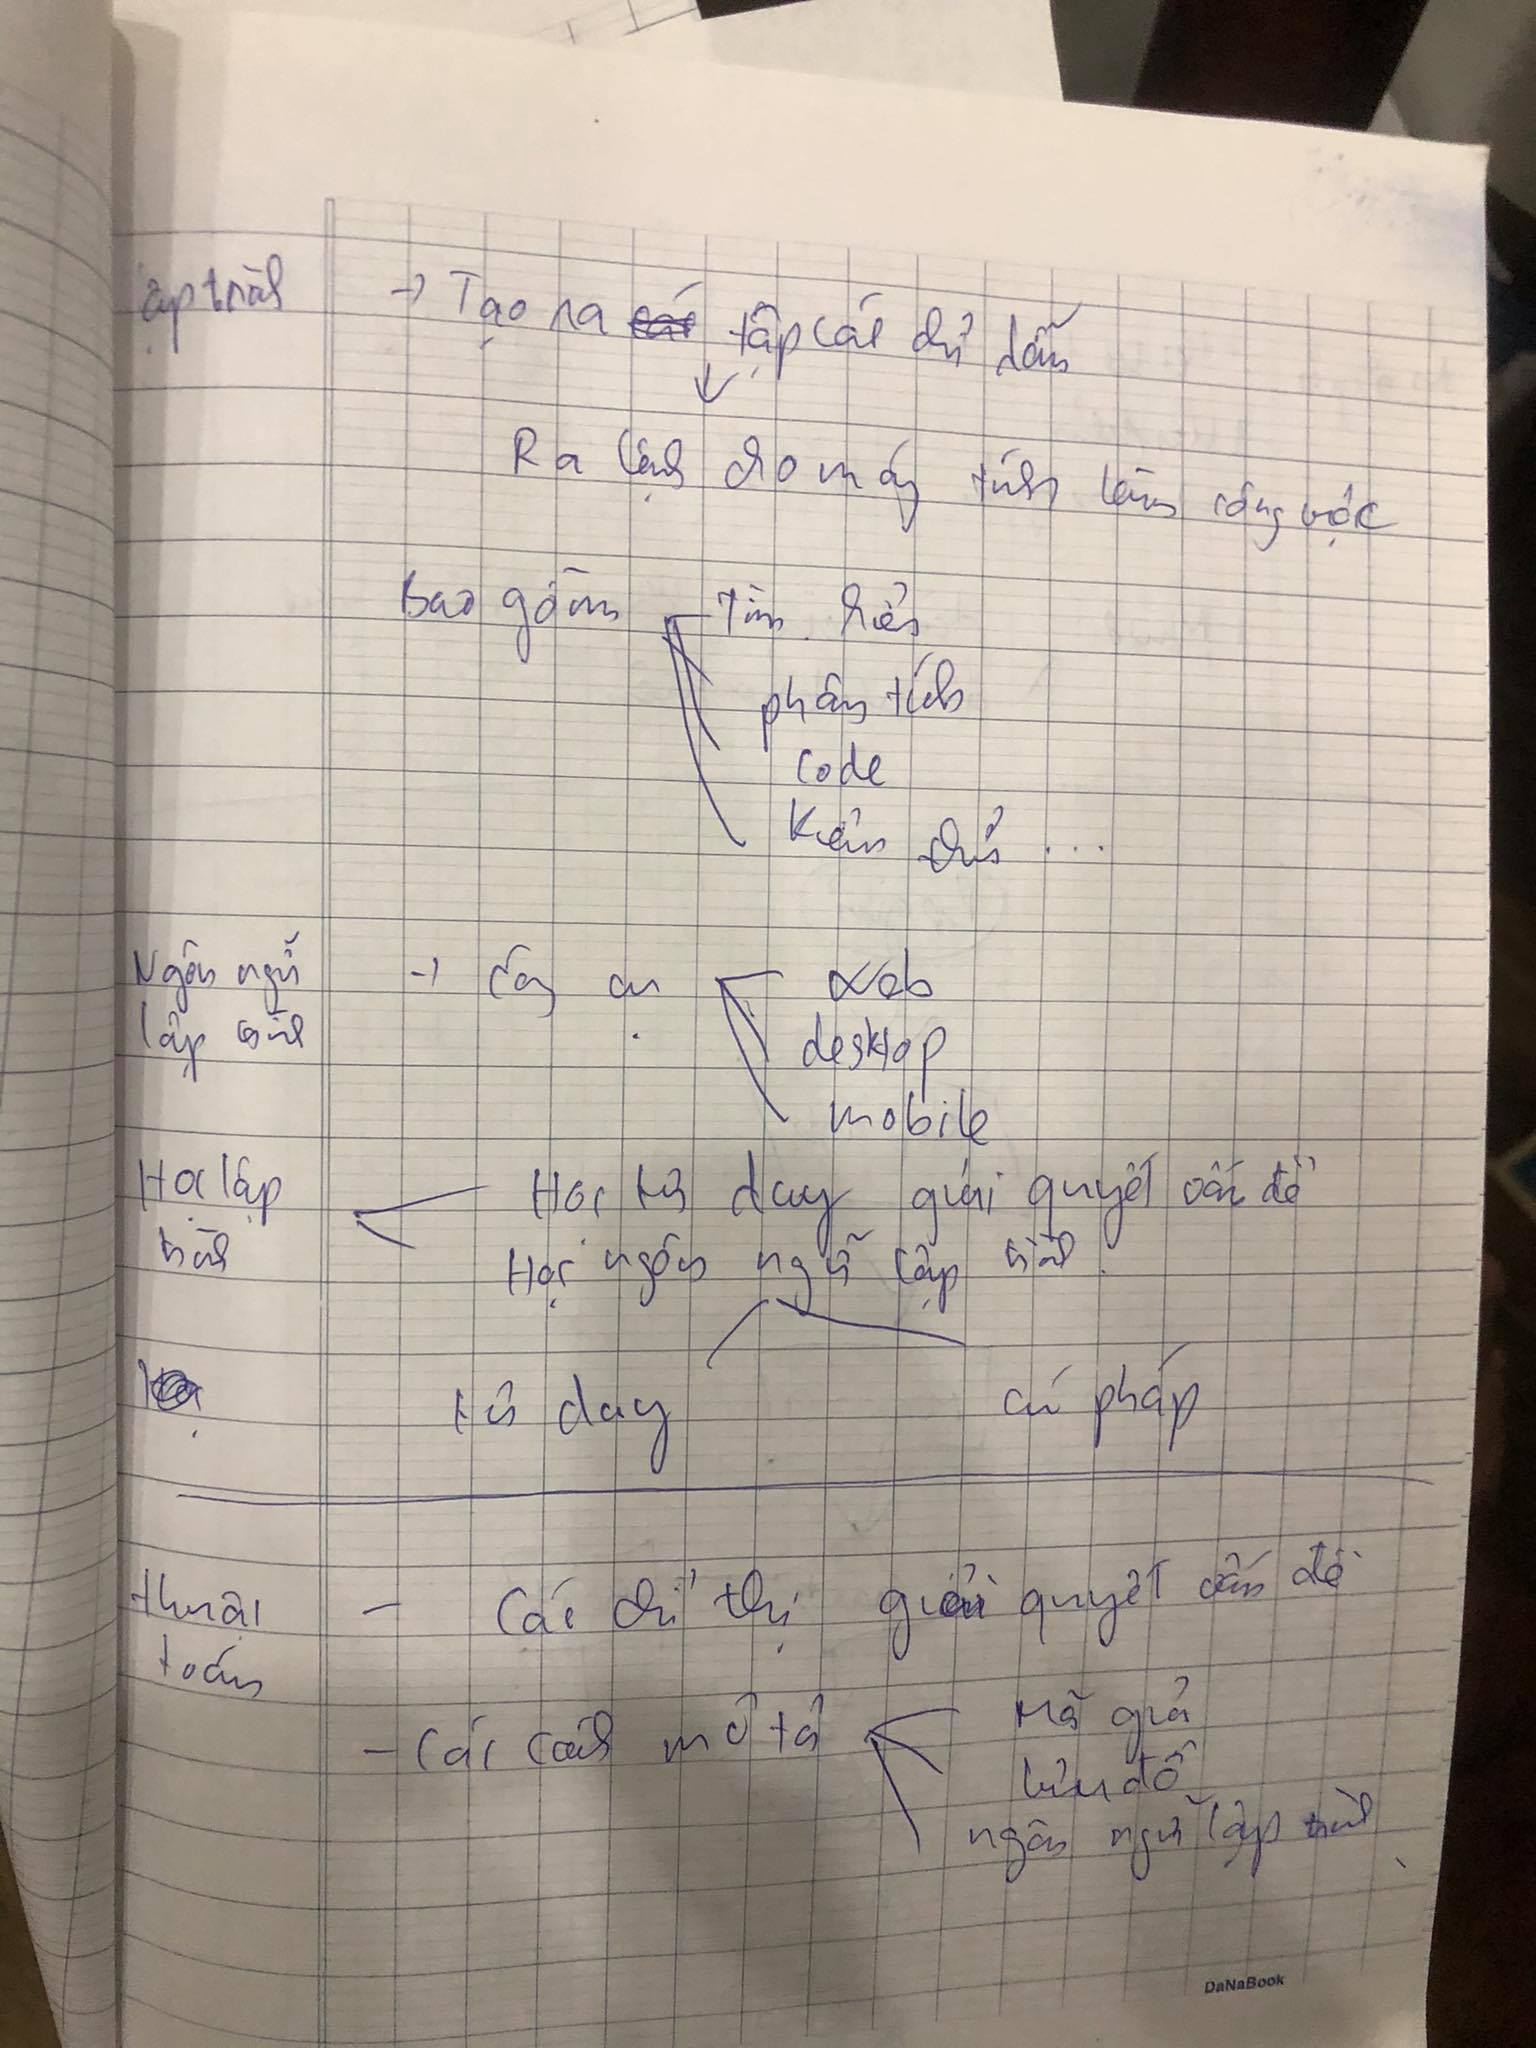 Lập trình → Tạo ra các tập các chỉ dẫn
↓
Ra lệnh cho máy tính làm công việc
Bao gồm Tìm hiểu
phân tích
code
Kiểm thử ...
Ngôn ngữ → Công cụ Web
lập trình desktop
mobile
Học lập Học tư duy giải quyết vấn đề
trình Học ngôn ngữ lập trình.
tư duy cú pháp
thuật - Các chỉ thị giải quyết vấn đề
toán
- Các cách mô tả Mã giả
lưu đồ
ngôn ngữ lập trình
DaNaBook